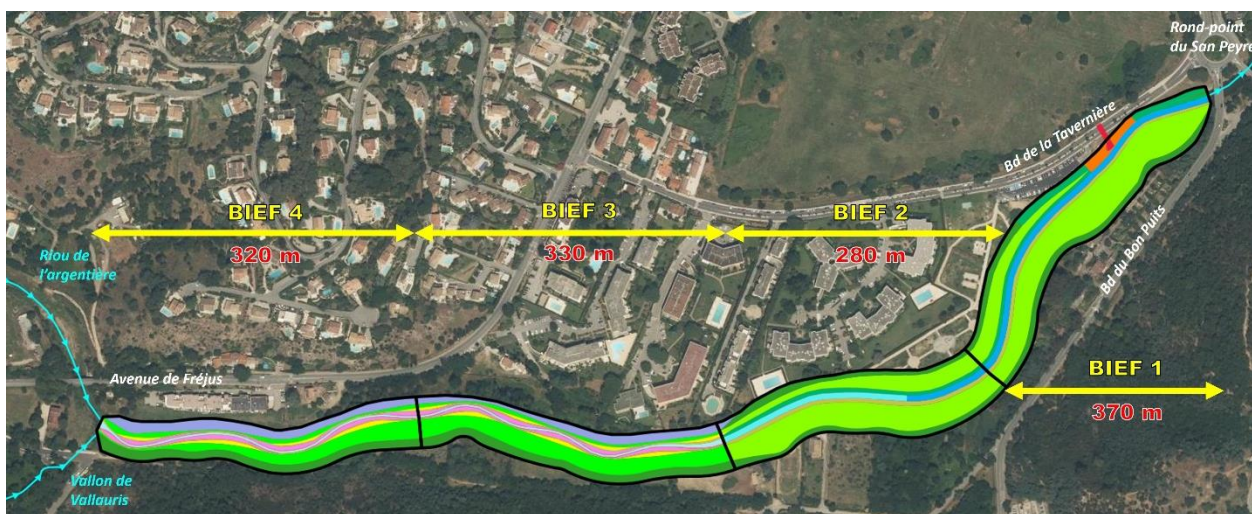 Rond-point
du San Peyre
Bd de la Tavernière
BIEF 4
BIEF 3
BIEF 2
320 m
330 m
280 m
Riou de
l'argentière
Bd du Bon Puits
BIEF 1
370 m
Avenue de Fréjus
Vallon de
Vallauris